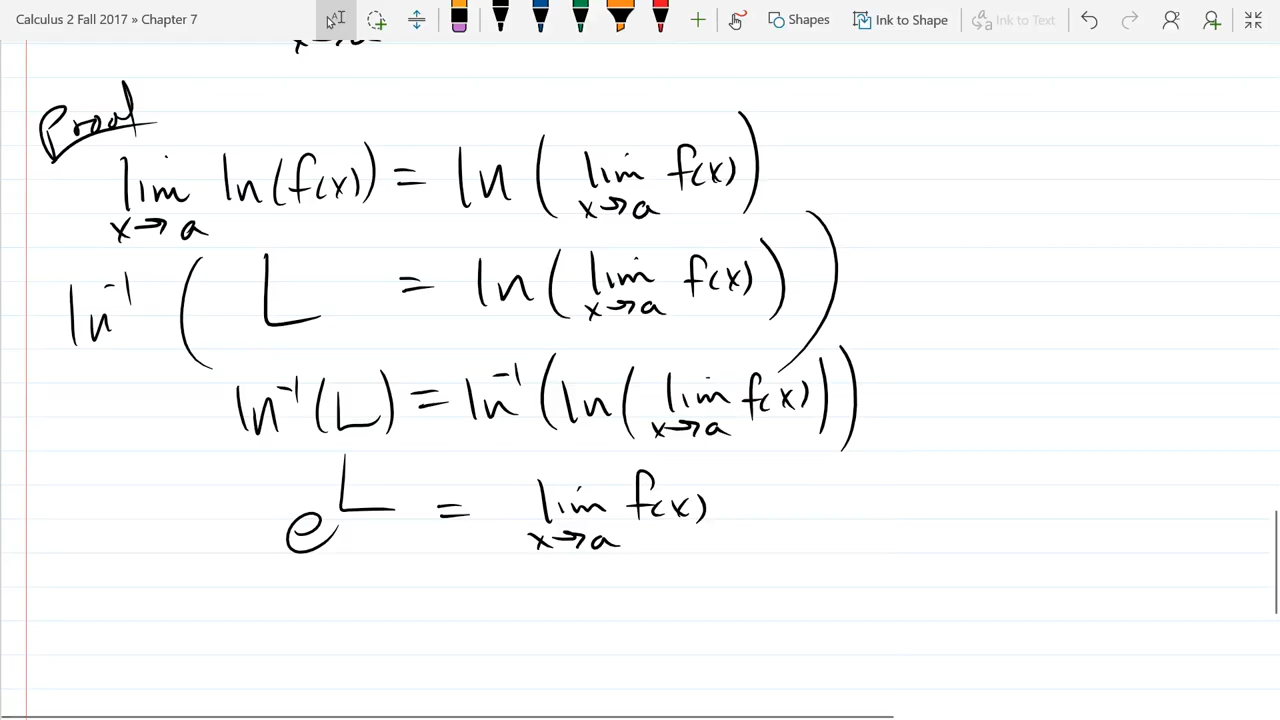 Calculus 2 Fall 2017 » Chapter 7
Shapes
Ink to Shape
Ink to Text
Proof
lim x→a ln(f(x)) = ln(lim x→a f(x))
ln⁻¹( L = ln(lim x→a f(x)) )
ln⁻¹(L) = ln⁻¹(ln(lim x→a f(x)))
e^L = lim x→a f(x)